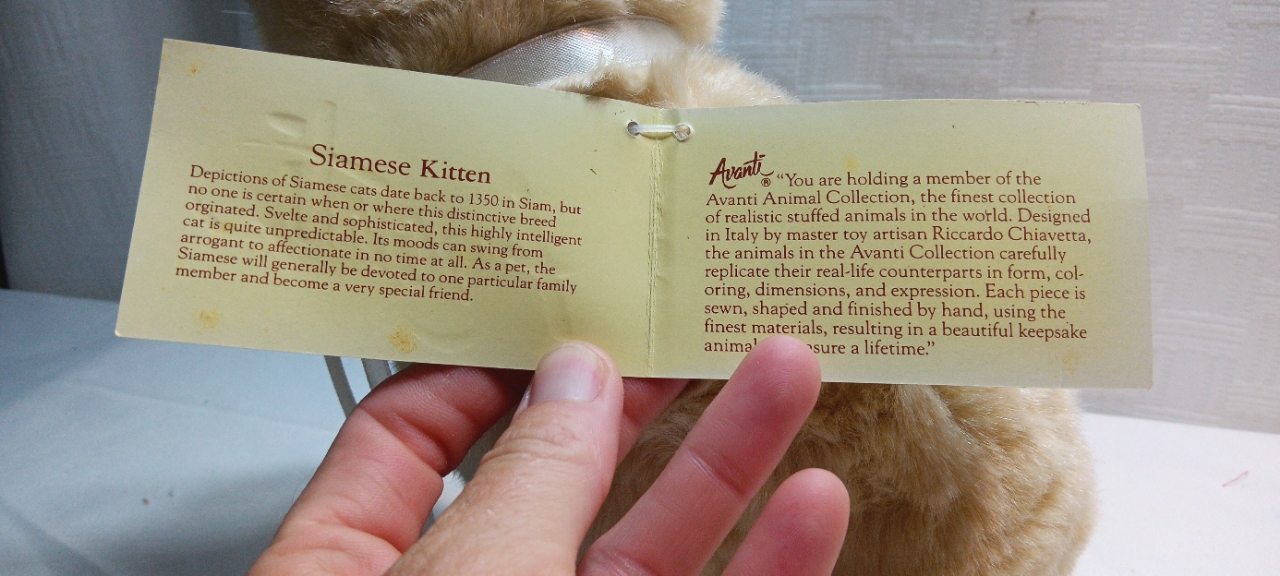 Siamese Kitten
Depictions of Siamese cats date back to 1350 in Siam, but
no one is certain when or where this distinctive breed
orginated. Svelte and sophisticated, this highly intelligent
cat is quite unpredictable. Its moods can swing from
arrogant to affectionate in no time at all. As a pet, the
Siamese will generally be devoted to one particular family
member and become a very special friend.
Avanti® “You are holding a member of the
Avanti Animal Collection, the finest collection
of realistic stuffed animals in the world. Designed
in Italy by master toy artisan Riccardo Chiavetta,
the animals in the Avanti Collection carefully
replicate their real-life counterparts in form, col-
oring, dimensions, and expression. Each piece is
sewn, shaped and finished by hand, using the
finest materials, resulting in a beautiful keepsake
animal a lifetime.”